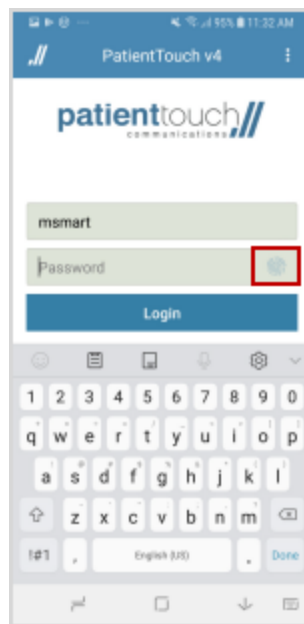 95% 11:32 AM
PatientTouch v4
patienttouch
communications
msmart
Password
Login
1 2 3 4 5 6 7 8 9 0
q w e r t y u i o p
a s d f g h j k l
z x c v b n m
!#1 , English (US) . Done